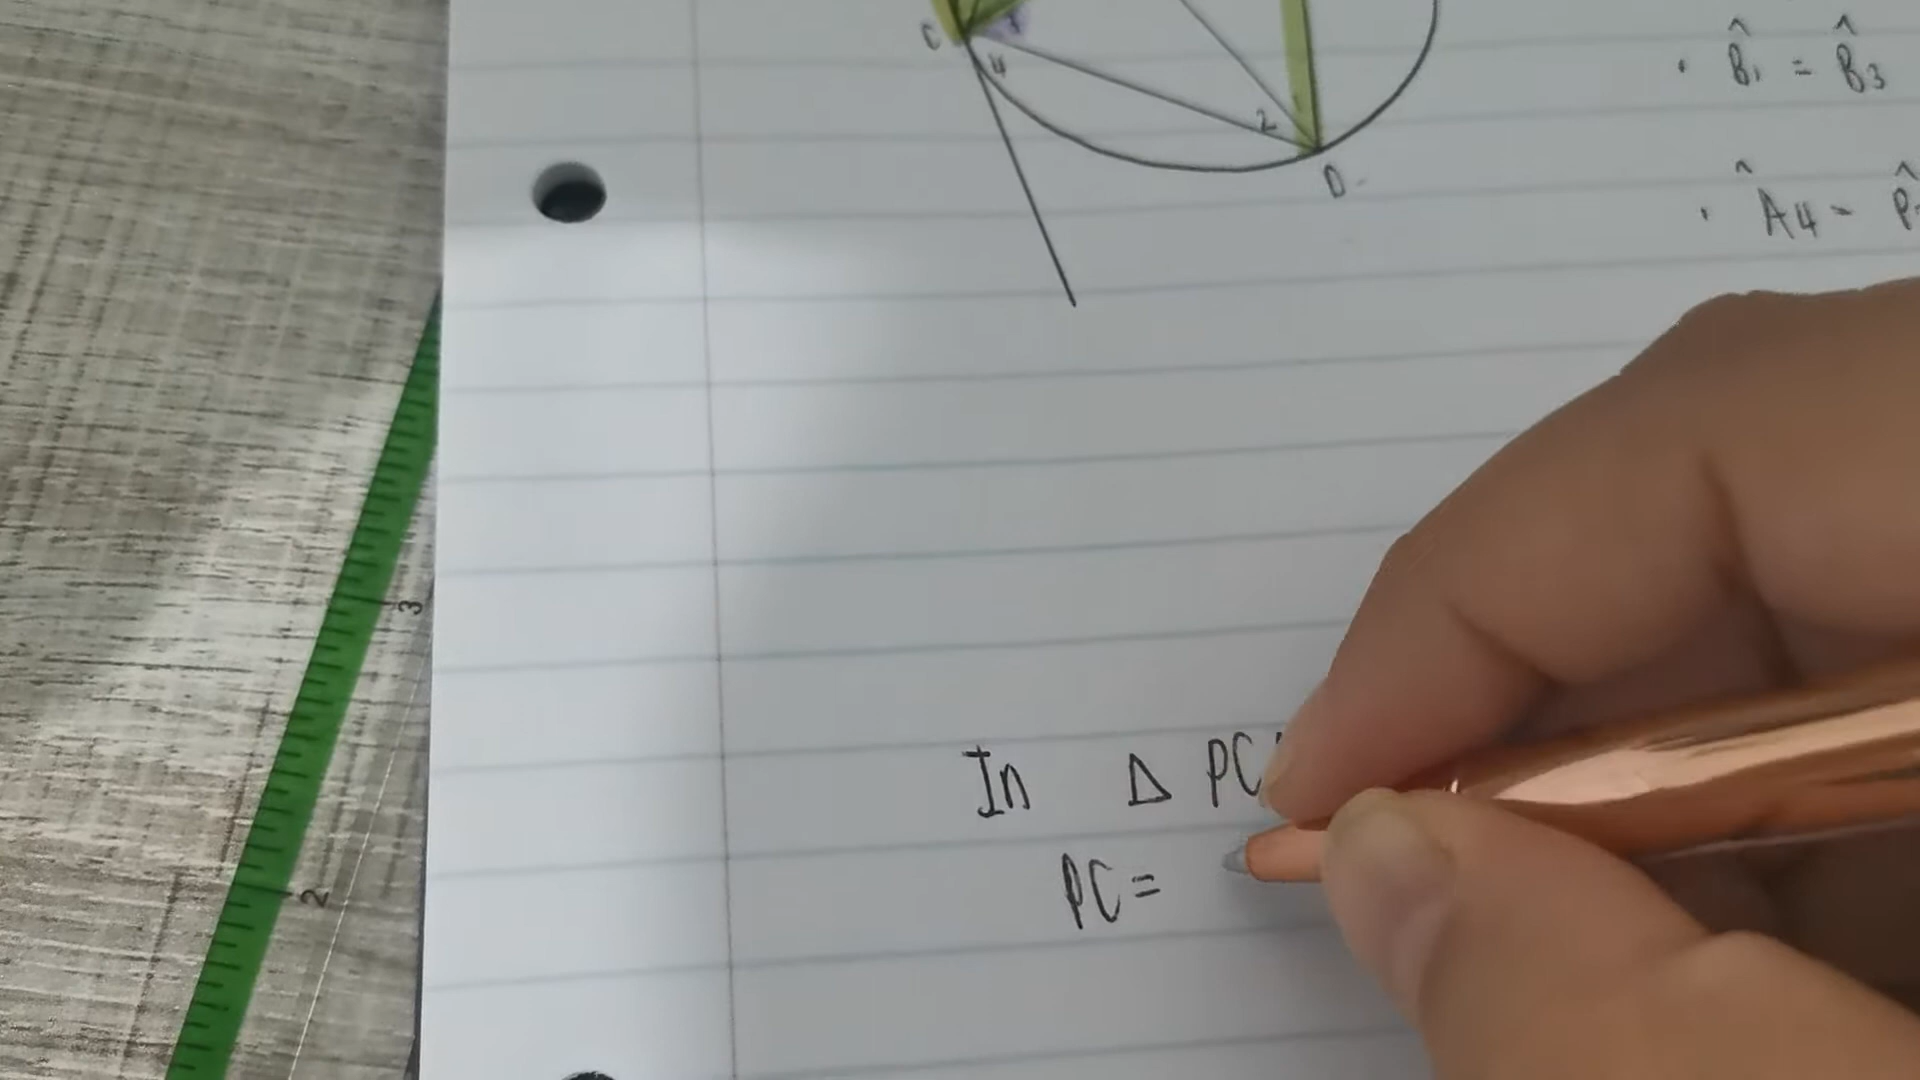 C
4
2
D
· B̂₁ = B̂₃
· Â4 = P̂
3
2
In Δ PC
PC =